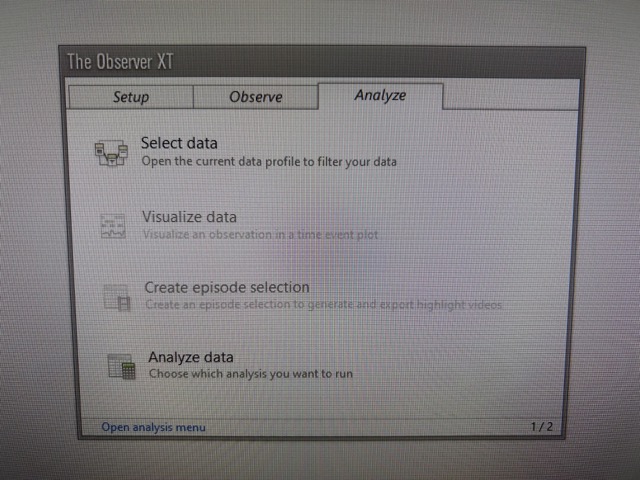 The Observer XT
Setup
Observe
Analyze
Select data
Open the current data profile to filter your data
Visualize data
Visualize an observation in a time event plot
Create episode selection
Create an episode selection to generate and export highlight videos
Analyze data
Choose which analysis you want to run
Open analysis menu
1 / 2